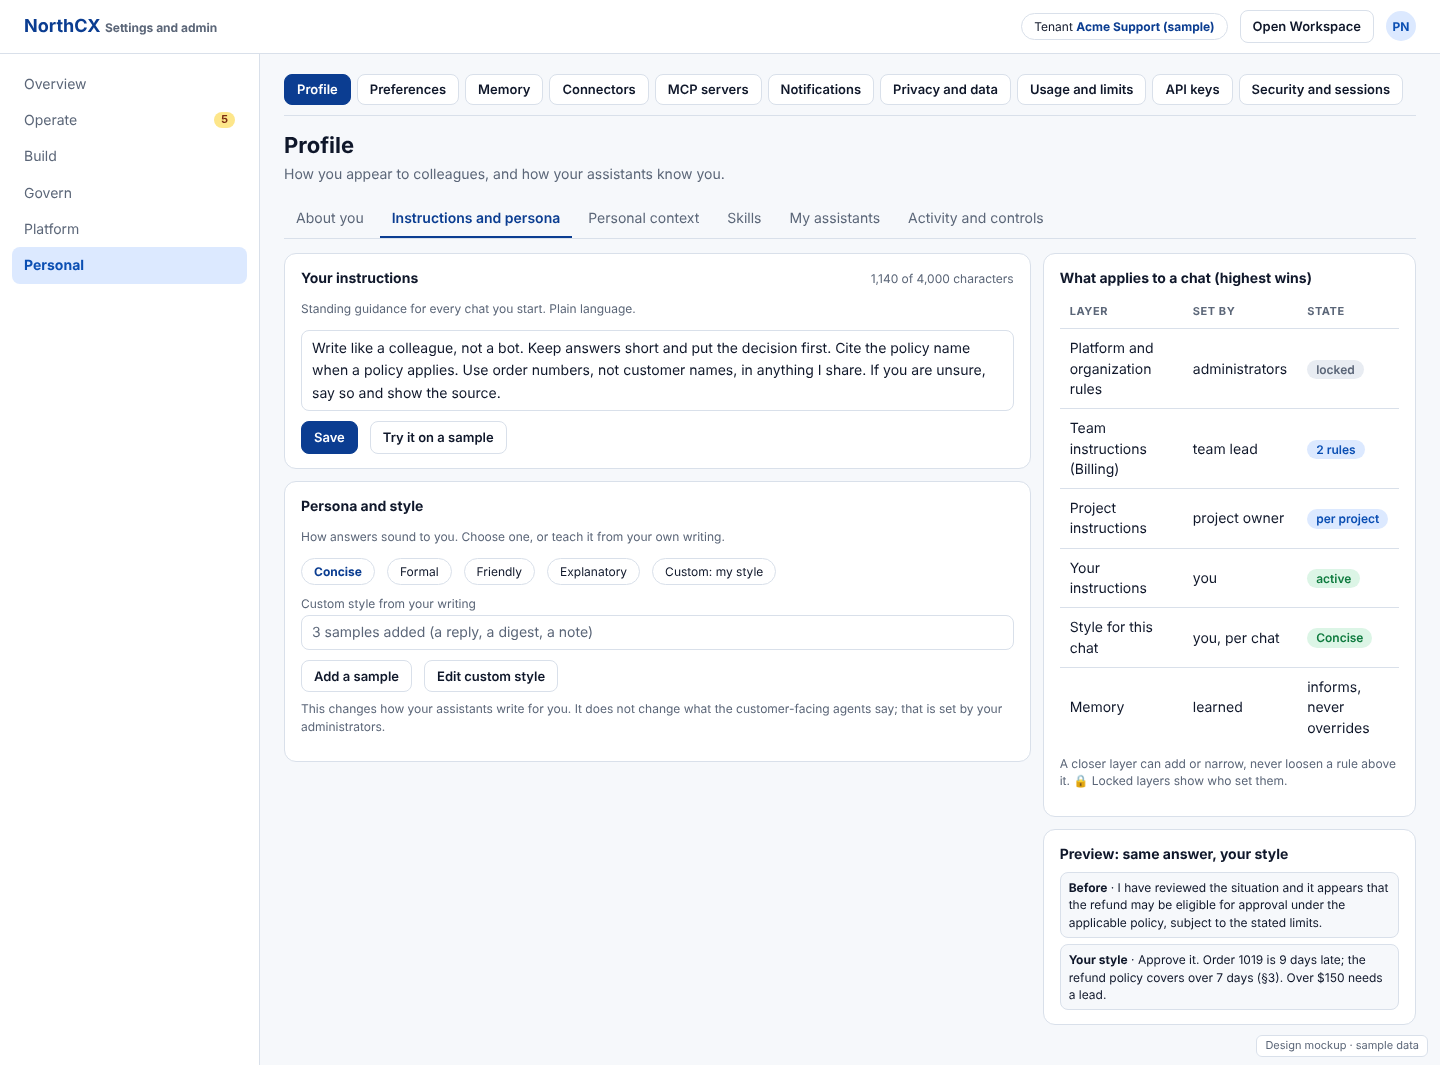 NorthCX Settings and admin
Tenant Acme Support (sample)
Open Workspace
PN
Overview
Operate 5
Build
Govern
Platform
Personal
Profile Preferences Memory Connectors MCP servers Notifications Privacy and data Usage and limits API keys Security and sessions
Profile
How you appear to colleagues, and how your assistants know you.
About you Instructions and persona Personal context Skills My assistants Activity and controls
Your instructions 1,140 of 4,000 characters
Standing guidance for every chat you start. Plain language.
Write like a colleague, not a bot. Keep answers short and put the decision first. Cite the policy name
when a policy applies. Use order numbers, not customer names, in anything I share. If you are unsure,
say so and show the source.
Save Try it on a sample
Persona and style
How answers sound to you. Choose one, or teach it from your own writing.
Concise Formal Friendly Explanatory Custom: my style
Custom style from your writing
3 samples added (a reply, a digest, a note)
Add a sample Edit custom style
This changes how your assistants write for you. It does not change what the customer-facing agents say; that is set by your
administrators.
What applies to a chat (highest wins)
LAYER SET BY STATE
Platform and
organization
rules
administrators
locked
Team
instructions
(Billing)
team lead
2 rules
Project
instructions
project owner
per project
Your
instructions
you
active
Style for this
chat
you, per chat
Concise
Memory
learned
informs,
never
overrides
A closer layer can add or narrow, never loosen a rule above
it. 🔒 Locked layers show who set them.
Preview: same answer, your style
Before · I have reviewed the situation and it appears that
the refund may be eligible for approval under the
applicable policy, subject to the stated limits.
Your style · Approve it. Order 1019 is 9 days late; the
refund policy covers over 7 days (§3). Over $150 needs
a lead.
Design mockup · sample data